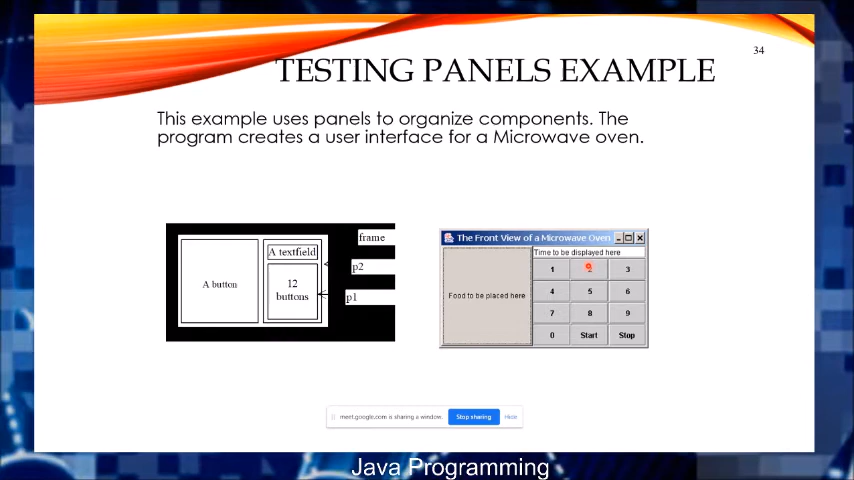 34
TESTING PANELS EXAMPLE
This example uses panels to organize components. The
program creates a user interface for a Microwave oven.
A button
A textfield
12
buttons
frame
p2
p1
The Front View of a Microwave Oven
Food to be placed here
Time to be displayed here
1 2 3
4 5 6
7 8 9
0 Start Stop
meet.google.com is sharing a window. Stop sharing Hide
Java Programming